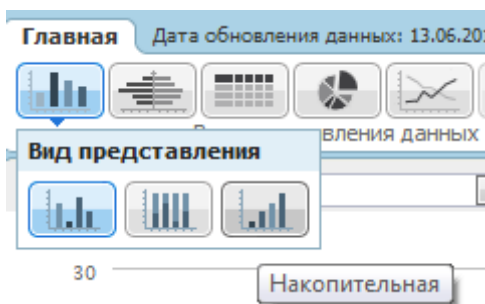 Главная Дата обновления данных: 13.06.20
вления данных
Вид представления
30
Накопительная